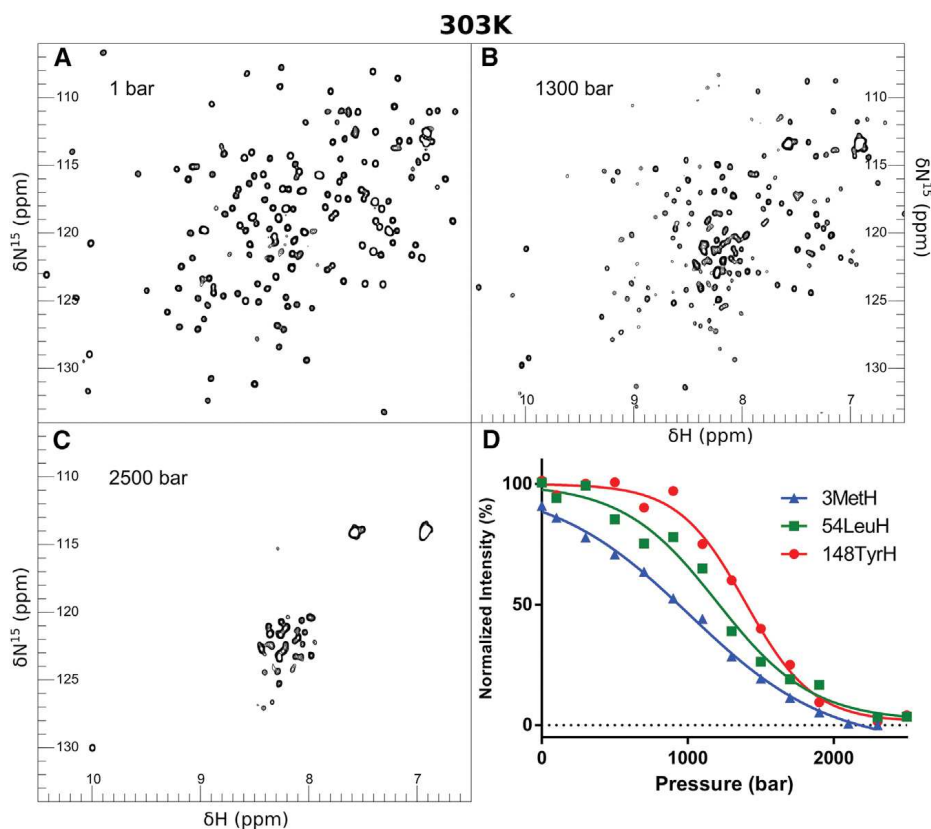 303K
A
1 bar
110
115
120
125
130
δN¹⁵ (ppm)
B
1300 bar
110
115
120
125
130
δN¹⁵ (ppm)
10
9
8
7
δH (ppm)
C
2500 bar
110
115
120
125
130
δN¹⁵ (ppm)
10
9
8
7
δH (ppm)
D
Normalized Intensity (%)
100
50
0
3MetH
54LeuH
148TyrH
0
1000
2000
Pressure (bar)